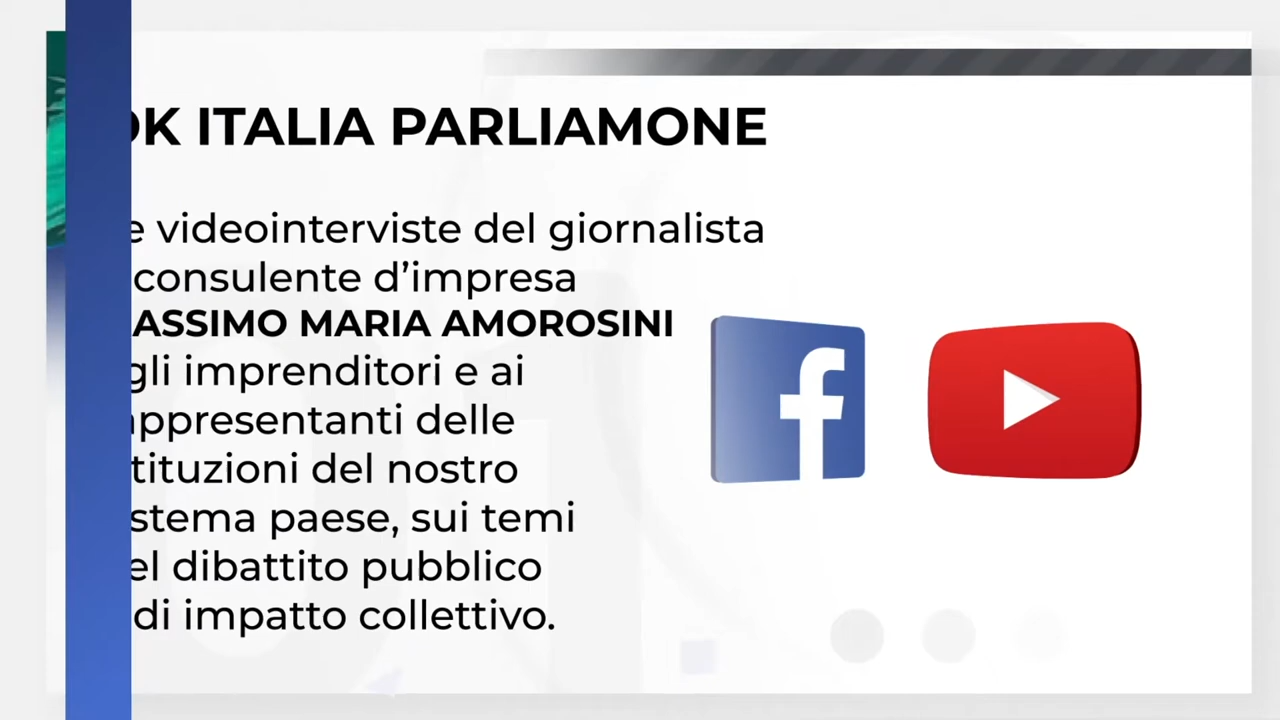 OK ITALIA PARLIAMONE
e videointerviste del giornalista
consulente d’impresa
ASSIMO MARIA AMOROSINI
gli imprenditori e ai
appresentanti delle
tituzioni del nostro
stema paese, sui temi
el dibattito pubblico
di impatto collettivo.